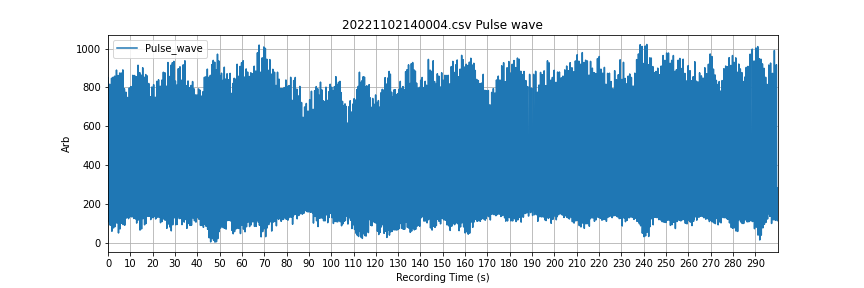 20221102140004.csv Pulse wave
Pulse_wave
1000
800
600
400
200
0
Arb
0 10 20 30 40 50 60 70 80 90 100 110 120 130 140 150 160 170 180 190 200 210 220 230 240 250 260 270 280 290
Recording Time (s)